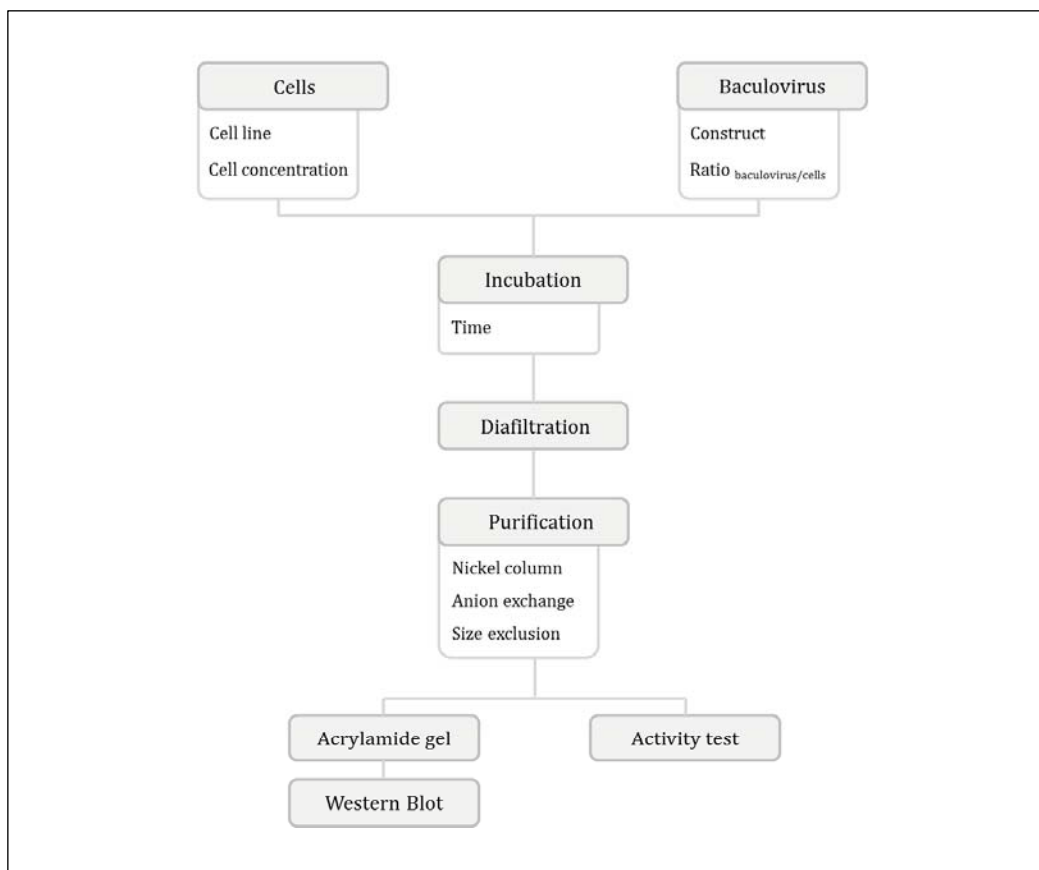 Cells
Cell line
Cell concentration
Baculovirus
Construct
Ratio baculovirus/cells
Incubation
Time
Diafiltration
Purification
Nickel column
Anion exchange
Size exclusion
Acrylamide gel
Activity test
Western Blot